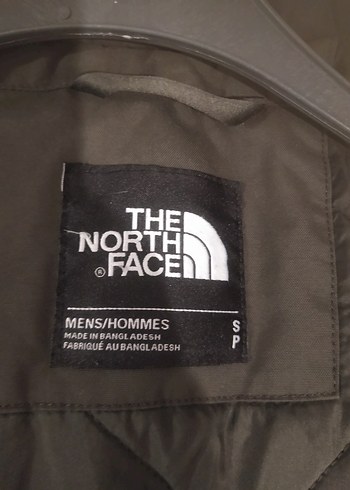 THE
NORTH
® FACE
MENS/HOMMES S
MADE IN BANGLADESH P
FABRIQUÉ AU BANGLADESH